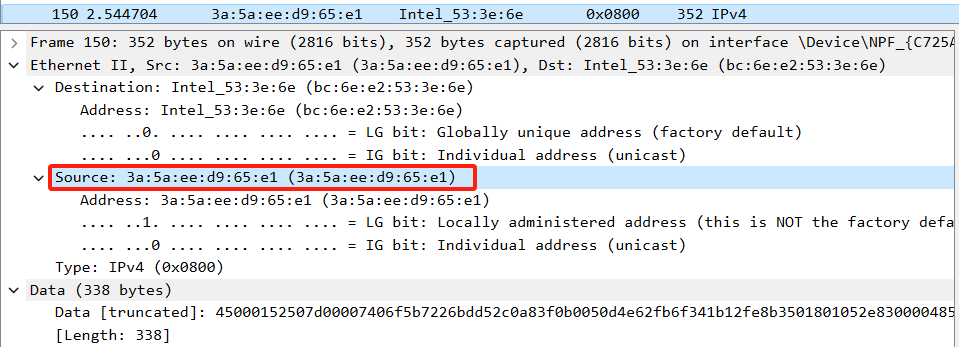 150 2.544704 3a:5a:ee:d9:65:e1 Intel_53:3e:6e 0x0800 352 IPv4
Frame 150: 352 bytes on wire (2816 bits), 352 bytes captured (2816 bits) on interface \Device\NPF_{C725A
Ethernet II, Src: 3a:5a:ee:d9:65:e1 (3a:5a:ee:d9:65:e1), Dst: Intel_53:3e:6e (bc:6e:e2:53:3e:6e)
Destination: Intel_53:3e:6e (bc:6e:e2:53:3e:6e)
Address: Intel_53:3e:6e (bc:6e:e2:53:3e:6e)
.... ..0. .... .... .... .... = LG bit: Globally unique address (factory default)
.... ...0 .... .... .... .... = IG bit: Individual address (unicast)
Source: 3a:5a:ee:d9:65:e1 (3a:5a:ee:d9:65:e1)
Address: 3a:5a:ee:d9:65:e1 (3a:5a:ee:d9:65:e1)
.... ..1. .... .... .... .... = LG bit: Locally administered address (this is NOT the factory defa
.... ...0 .... .... .... .... = IG bit: Individual address (unicast)
Type: IPv4 (0x0800)
Data (338 bytes)
Data [truncated]: 45000152507d00007406f5b7226bdd52c0a83f0b0050d4e62fb6f341b12fe8b3501801052e830000485
[Length: 338]